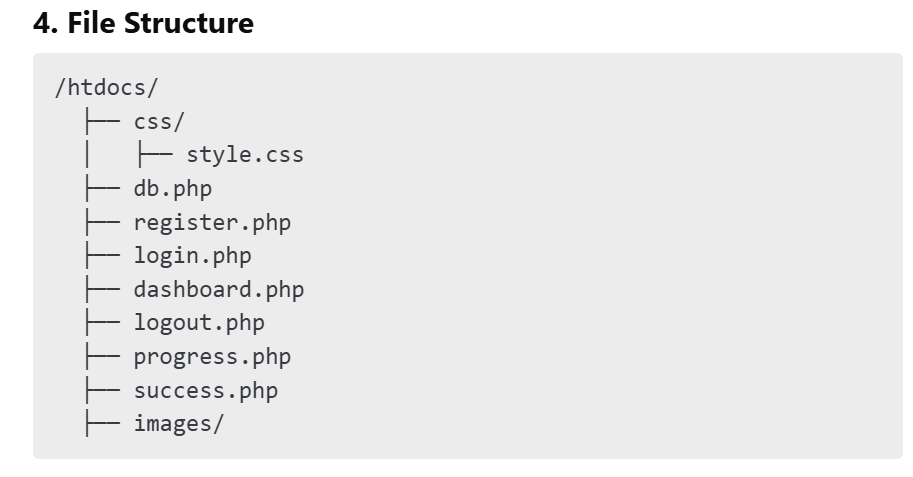 4. File Structure
/htdocs/
├── css/
│   ├── style.css
├── db.php
├── register.php
├── login.php
├── dashboard.php
├── logout.php
├── progress.php
├── success.php
├── images/